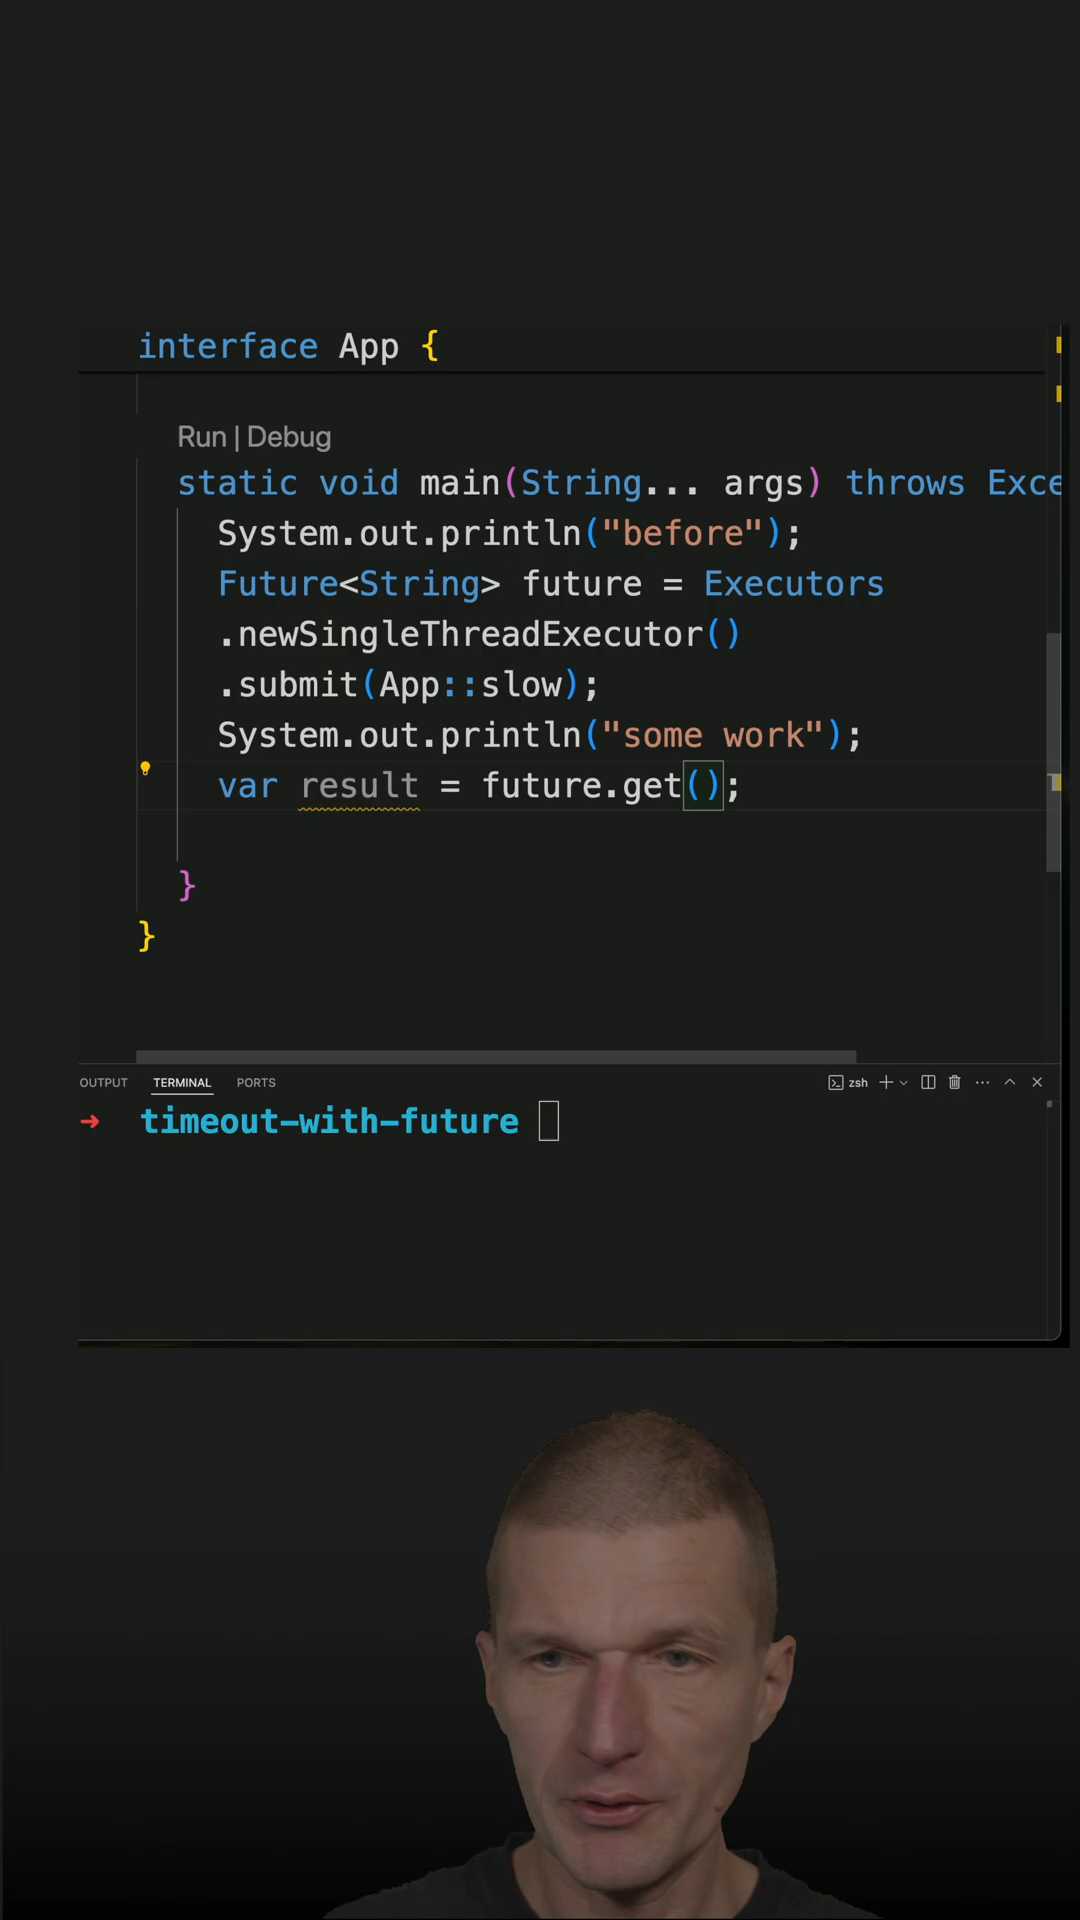 interface App {
Run | Debug
static void main(String... args) throws Exce
System.out.println("before");
Future<String> future = Executors
.newSingleThreadExecutor()
.submit(App::slow);
System.out.println("some work");
var result = future.get();
}
}
OUTPUT TERMINAL PORTS zsh
timeout-with-future